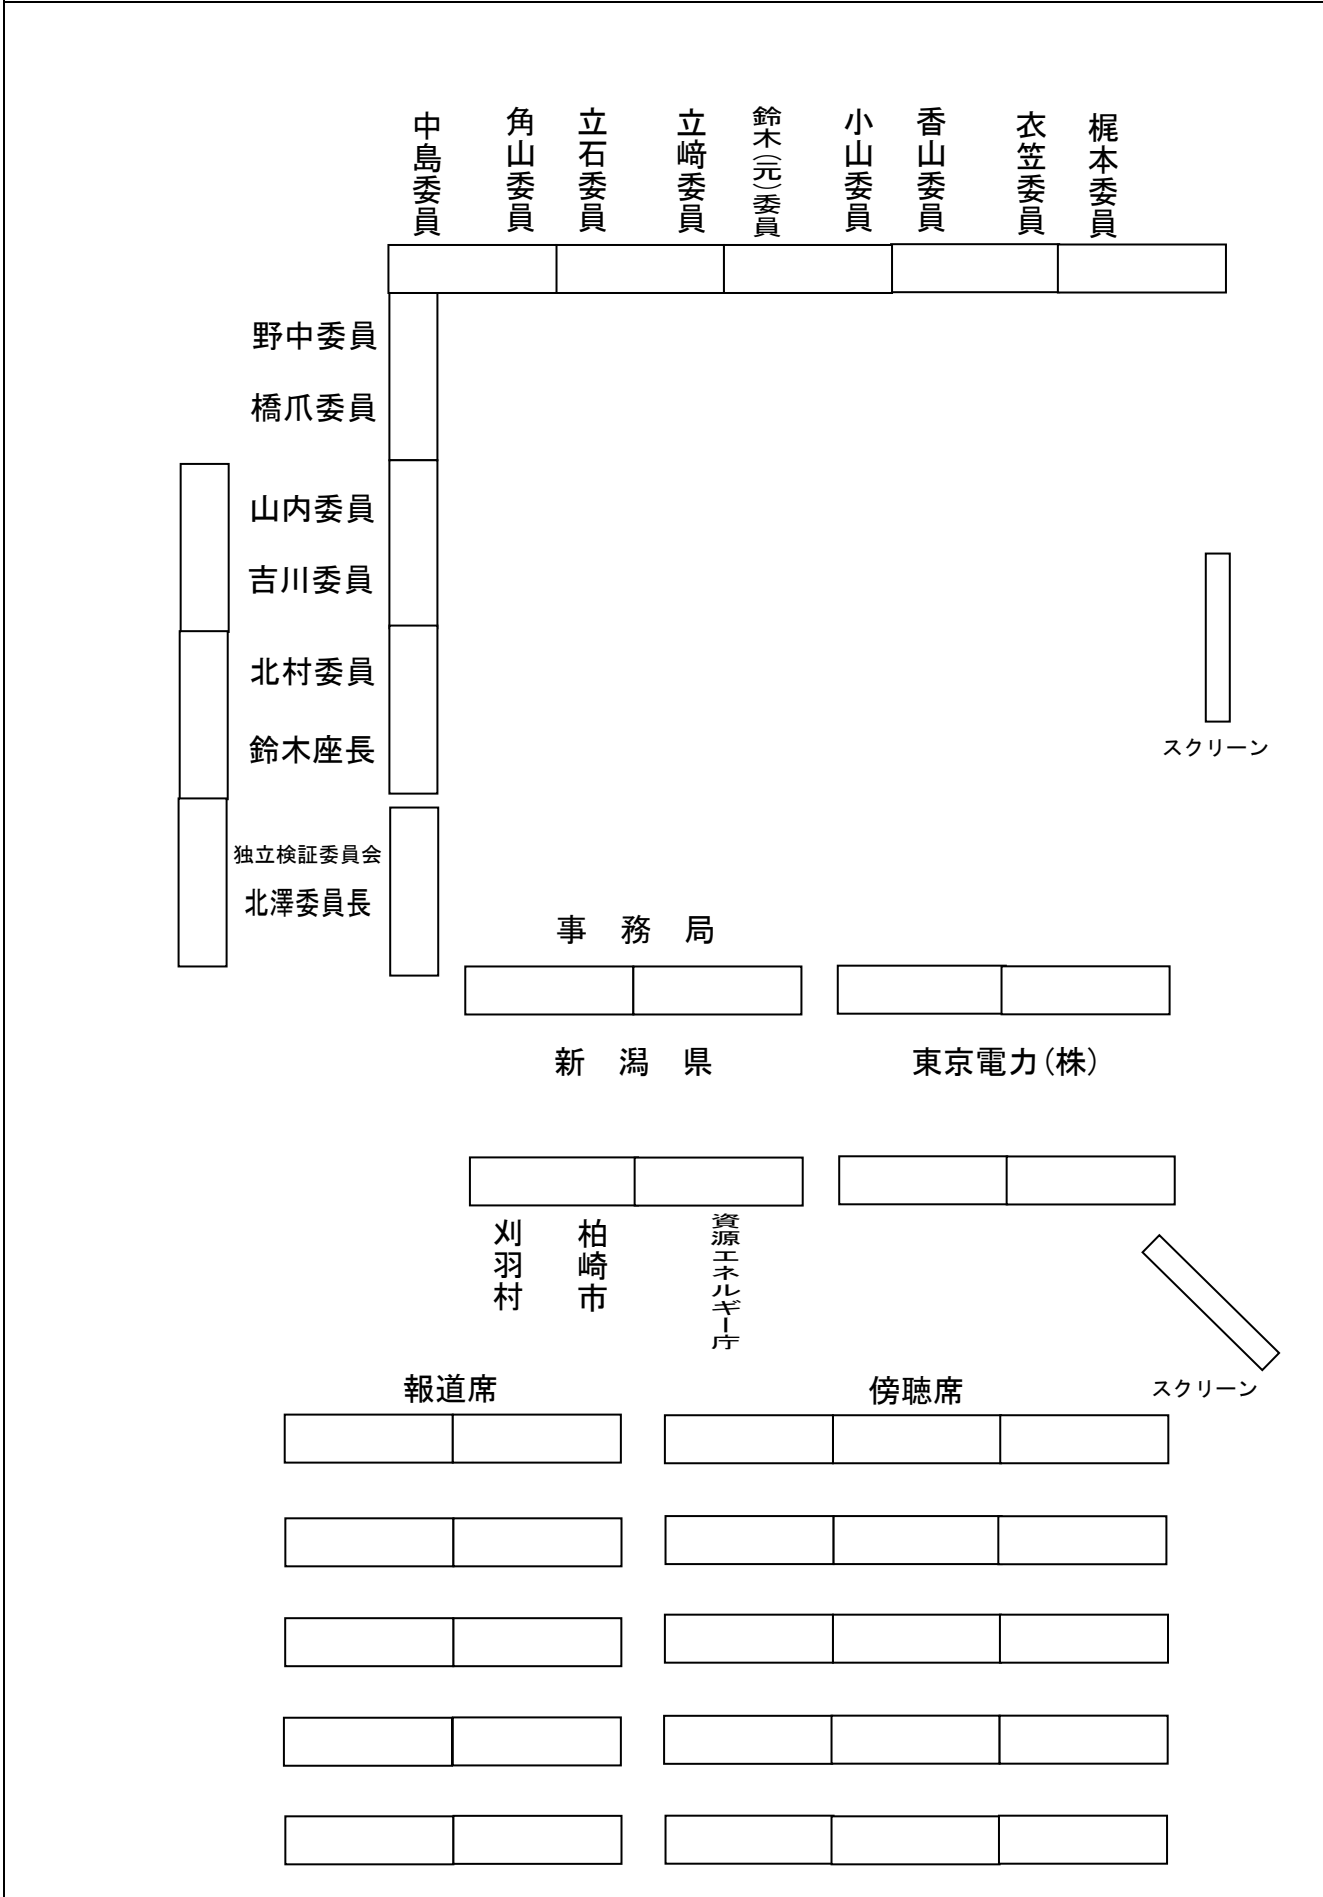 中島委員
角山委員
立石委員
立﨑委員
鈴木(元)委員
小山委員
香山委員
衣笠委員
梶本委員
野中委員
橋爪委員
山内委員
吉川委員
北村委員
鈴木座長
スクリーン
独立検証委員会
北澤委員長
事　務　局
新　潟　県
東京電力(株)
刈羽村
柏崎市
資源エネルギー庁
報道席
傍聴席
スクリーン